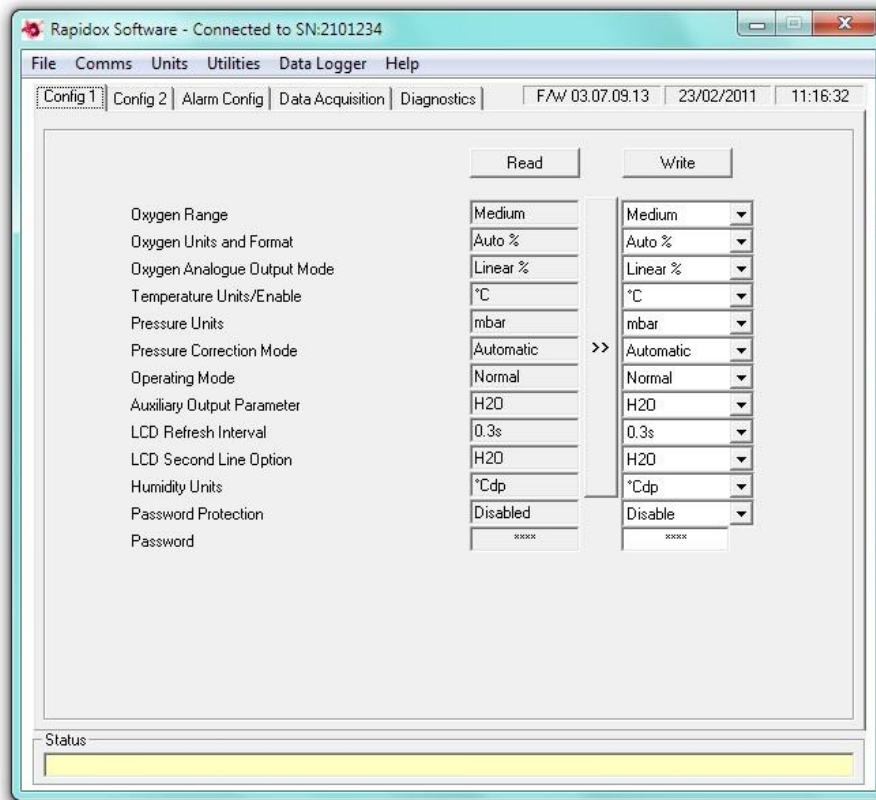 Rapidox Software - Connected to SN:2101234
File Comms Units Utilities Data Logger Help
Config 1 Config 2 Alarm Config Data Acquisition Diagnostics F/W 03.07.09.13 23/02/2011 11:16:32
Read Write
Oxygen Range Medium Medium
Oxygen Units and Format Auto % Auto %
Oxygen Analogue Output Mode Linear % Linear %
Temperature Units/Enable °C °C
Pressure Units mbar mbar
Pressure Correction Mode Automatic >> Automatic
Operating Mode Normal Normal
Auxiliary Output Parameter H2O H2O
LCD Refresh Interval 0.3s 0.3s
LCD Second Line Option H2O H2O
Humidity Units °Cdp °Cdp
Password Protection Disabled Disable
Password **** ****
Status